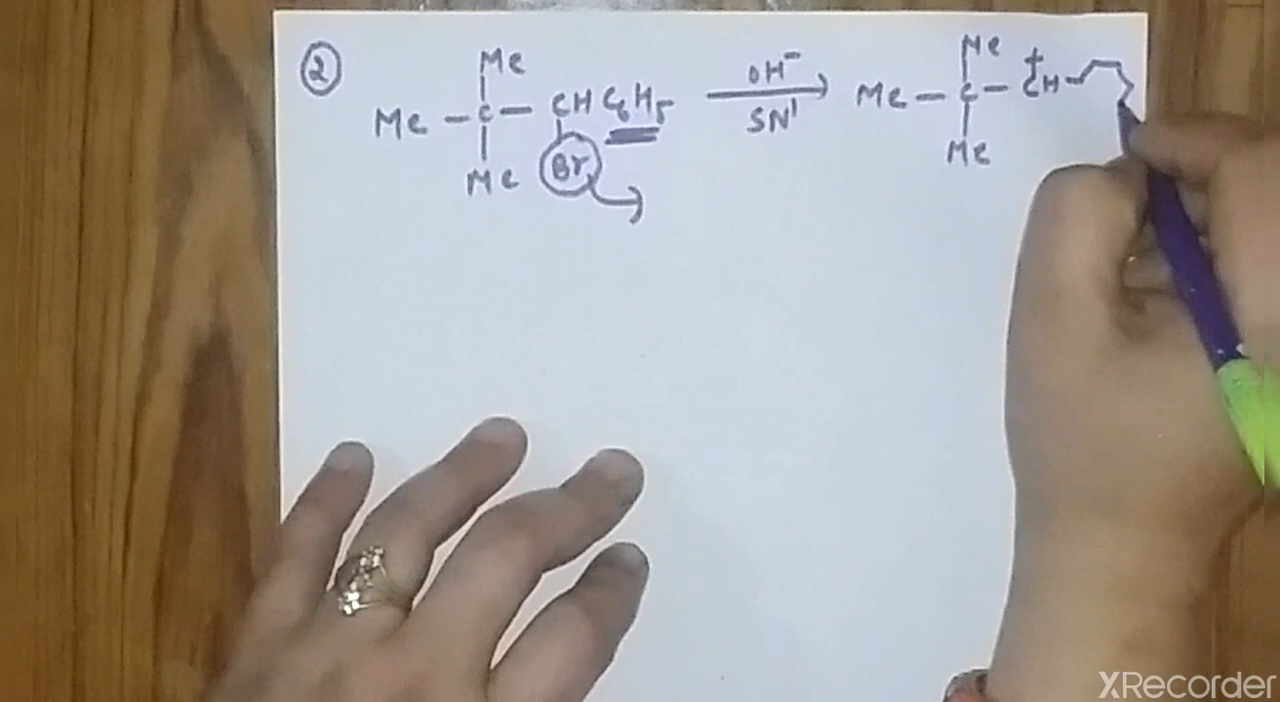 ② Me Me
Me - C - CH C₆H₅ OH⁻ → SN¹ Me - C - CH⁺ -
Me Br Me
XRecorder